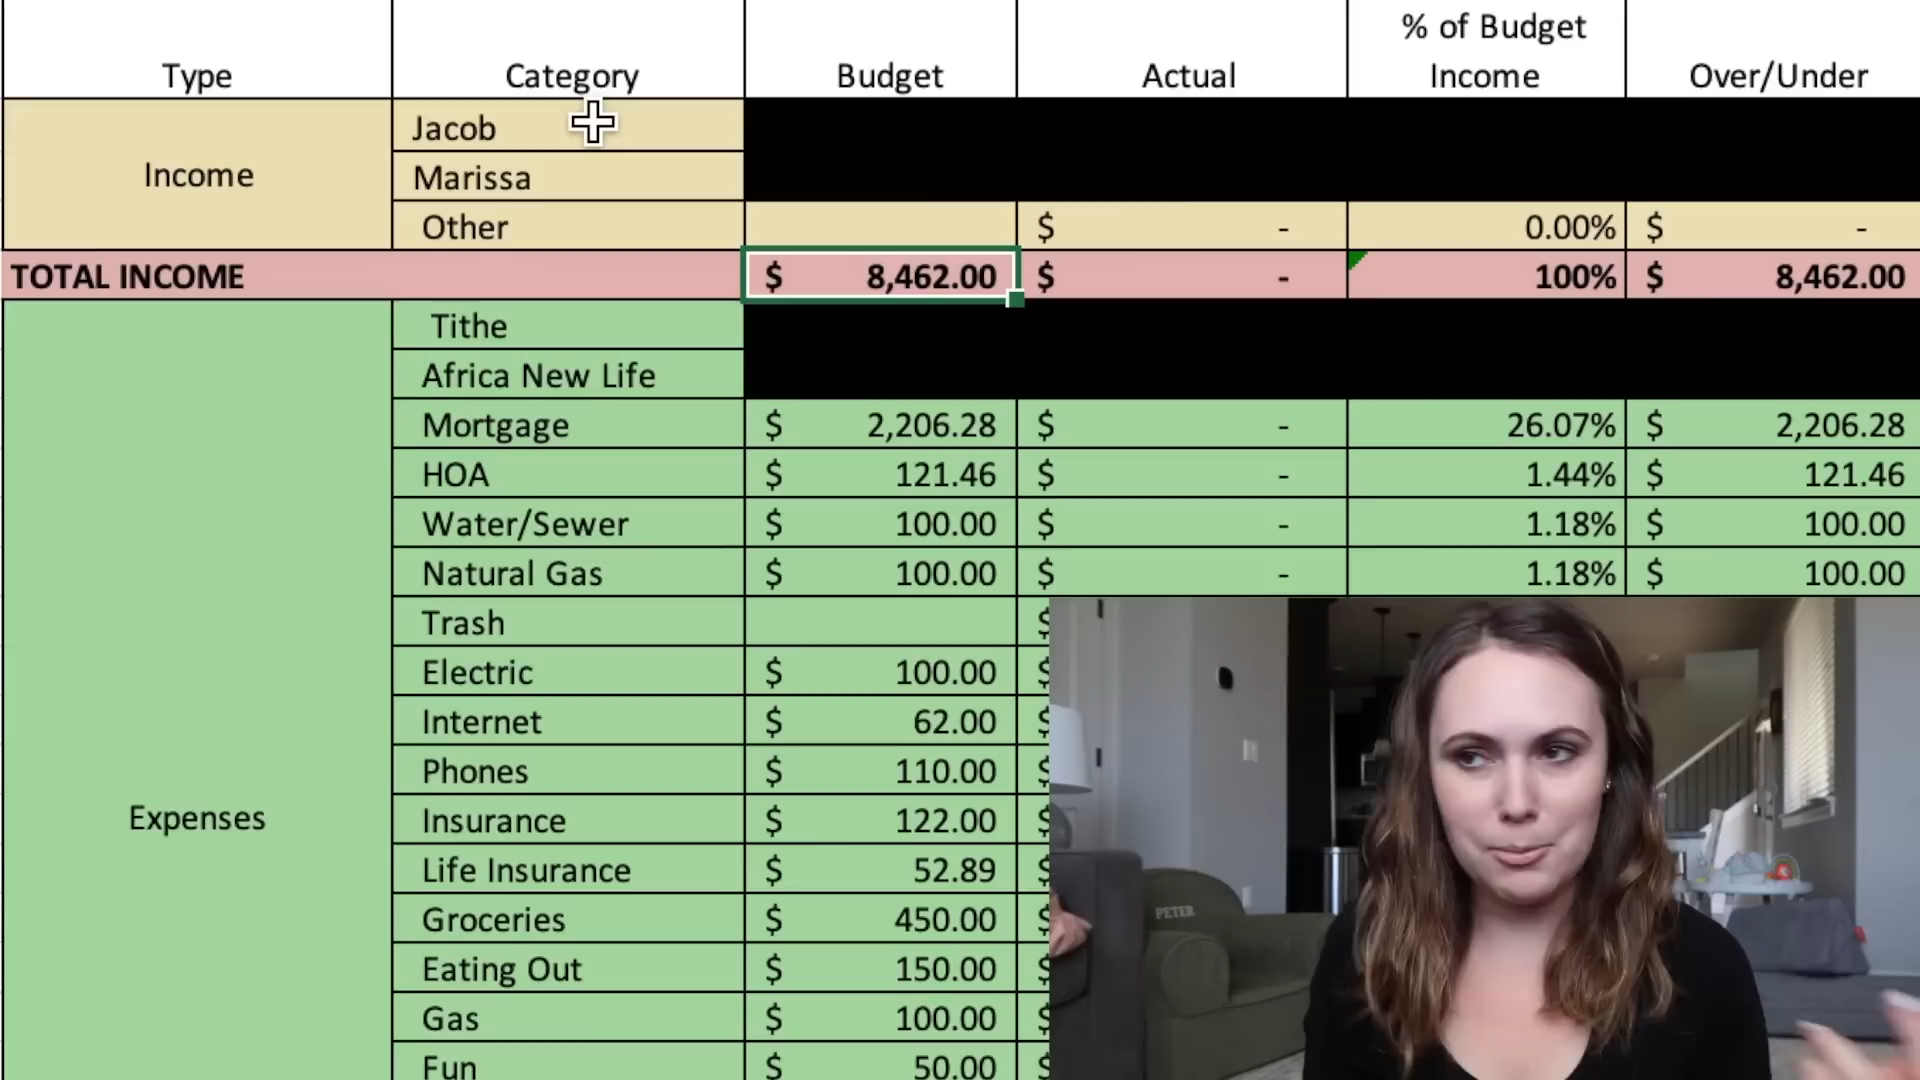 Type Category Budget Actual % of Budget Income Over/Under
Income
Jacob
Marissa
Other $ - 0.00% $ -
TOTAL INCOME $ 8,462.00 $ - 100% $ 8,462.00
Expenses
Tithe
Africa New Life
Mortgage $ 2,206.28 $ - 26.07% $ 2,206.28
HOA $ 121.46 $ - 1.44% $ 121.46
Water/Sewer $ 100.00 $ - 1.18% $ 100.00
Natural Gas $ 100.00 $ - 1.18% $ 100.00
Trash $
Electric $ 100.00 $
Internet $ 62.00 $
Phones $ 110.00 $
Insurance $ 122.00 $
Life Insurance $ 52.89 $
Groceries $ 450.00 $
Eating Out $ 150.00 $
Gas $ 100.00 $
Fun $ 50.00 $
PETER